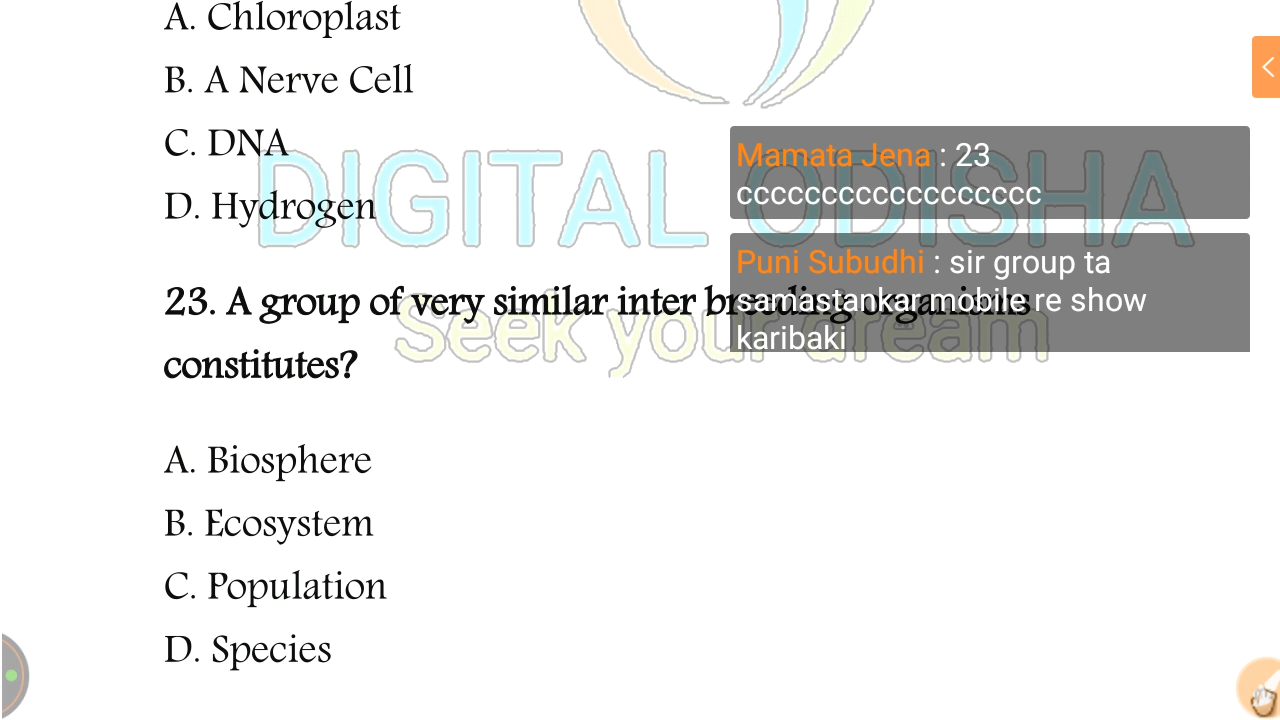 A. Chloroplast
B. A Nerve Cell
C. DNA
D. Hydrogen
DIGITAL ODISHA
Seek your dream
Mamata Jena : 23
cccccccccccccccccc
Puni Subudhi : sir group ta
samastankar mobile re show
karibaki
23. A group of very similar inter breeding organisms
constitutes?
A. Biosphere
B. Ecosystem
C. Population
D. Species